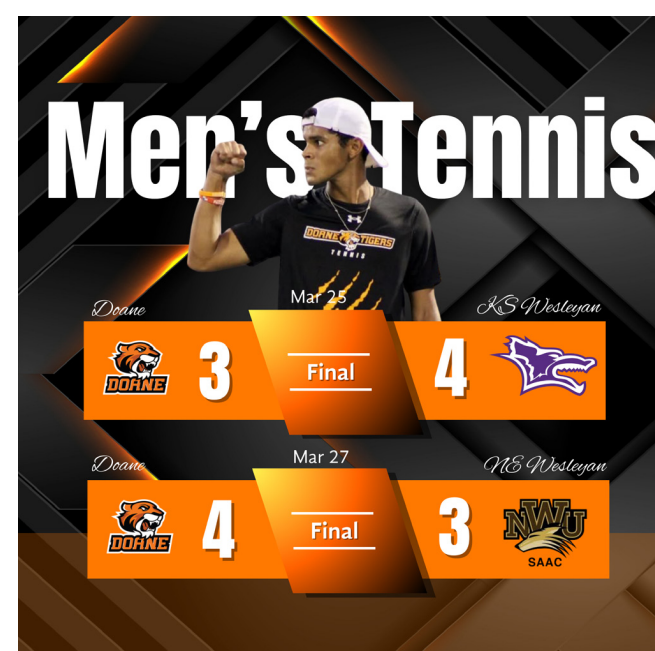 Men's Tennis
DOANE TIGERS
TENNIS
Mar 25
Doane
KS Wesleyan
DOANE
3
Final
4
Mar 27
Doane
NE Wesleyan
DOANE
4
Final
3
NWU
SAAC